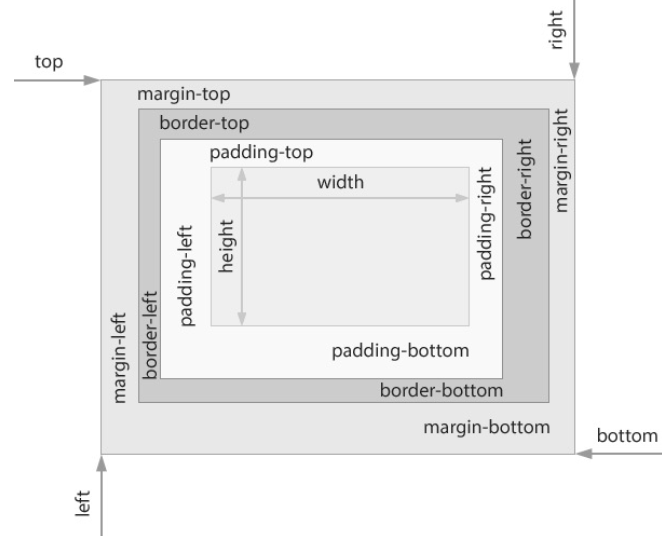 right
top
margin-top
border-top
padding-top
width
height
padding-left
padding-right
border-right
margin-right
border-left
margin-left
padding-bottom
border-bottom
margin-bottom
bottom
left